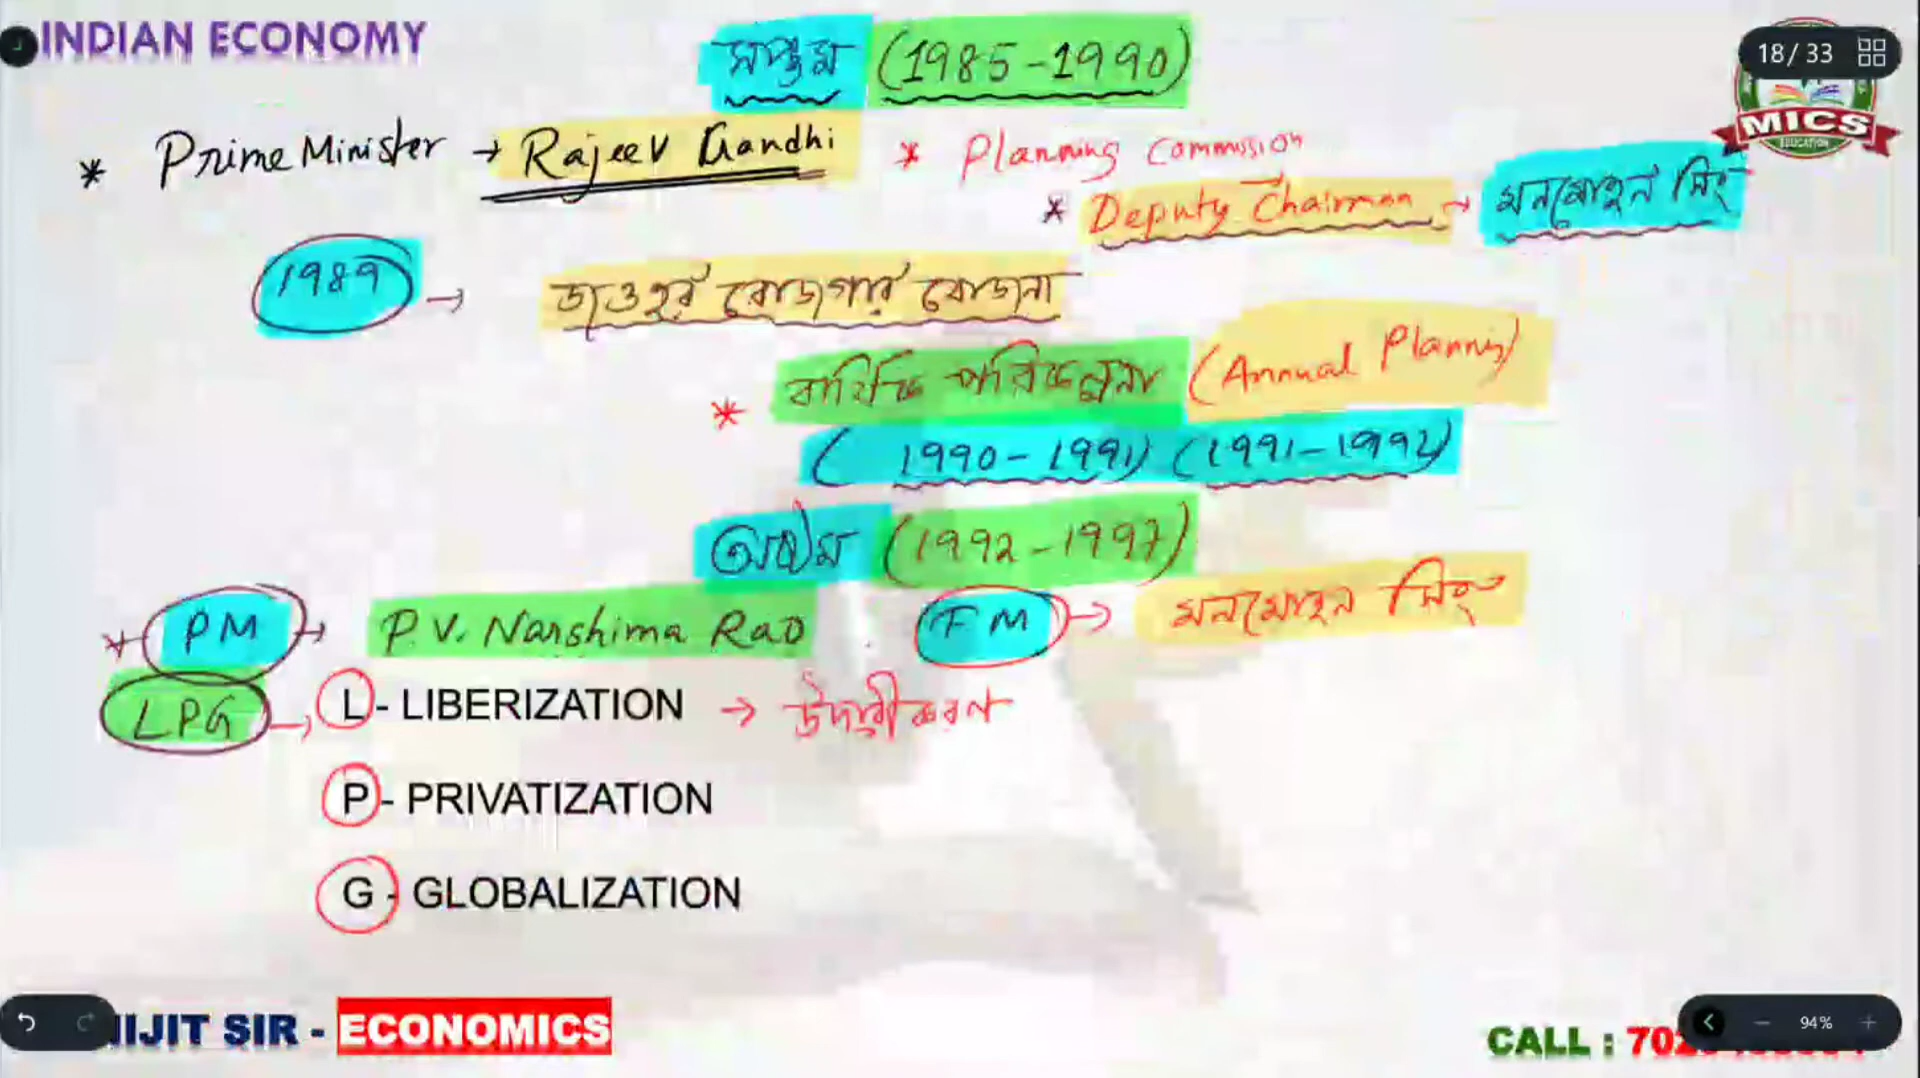 INDIAN ECONOMY
সপ্তম (1985-1990)
18/33
MICS
EDUCATION
* Prime Minister → Rajeev Gandhi * Planning Commission
* Deputy Chairman → মনমোহন সিং
1989 → জওহর রোজগার যোজনা
* বার্ষিক পরিকল্পনা (Annual Planning)
(1990-1991) (1991-1992)
অষ্টম (1992-1997)
* PM → P.V. Narshima Rao FM → মনমোহন সিং
LPG → L- LIBERIZATION → উদারীকরণ
P- PRIVATIZATION
G- GLOBALIZATION
IJIT SIR - ECONOMICS
CALL : 702
94%